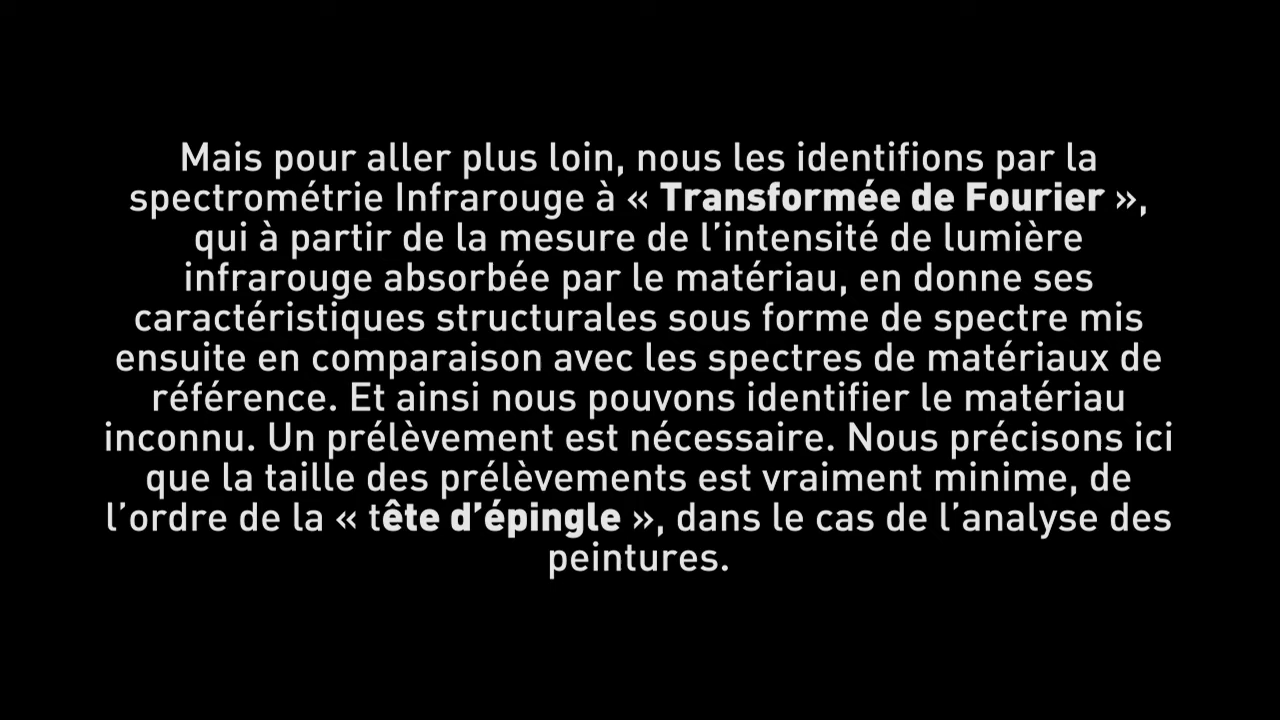 Mais pour aller plus loin, nous les identifions par la
spectrométrie Infrarouge à « Transformée de Fourier »,
qui à partir de la mesure de l’intensité de lumière
infrarouge absorbée par le matériau, en donne ses
caractéristiques structurales sous forme de spectre mis
ensuite en comparaison avec les spectres de matériaux de
référence. Et ainsi nous pouvons identifier le matériau
inconnu. Un prélèvement est nécessaire. Nous précisons ici
que la taille des prélèvements est vraiment minime, de
l’ordre de la « tête d’épingle », dans le cas de l’analyse des
peintures.